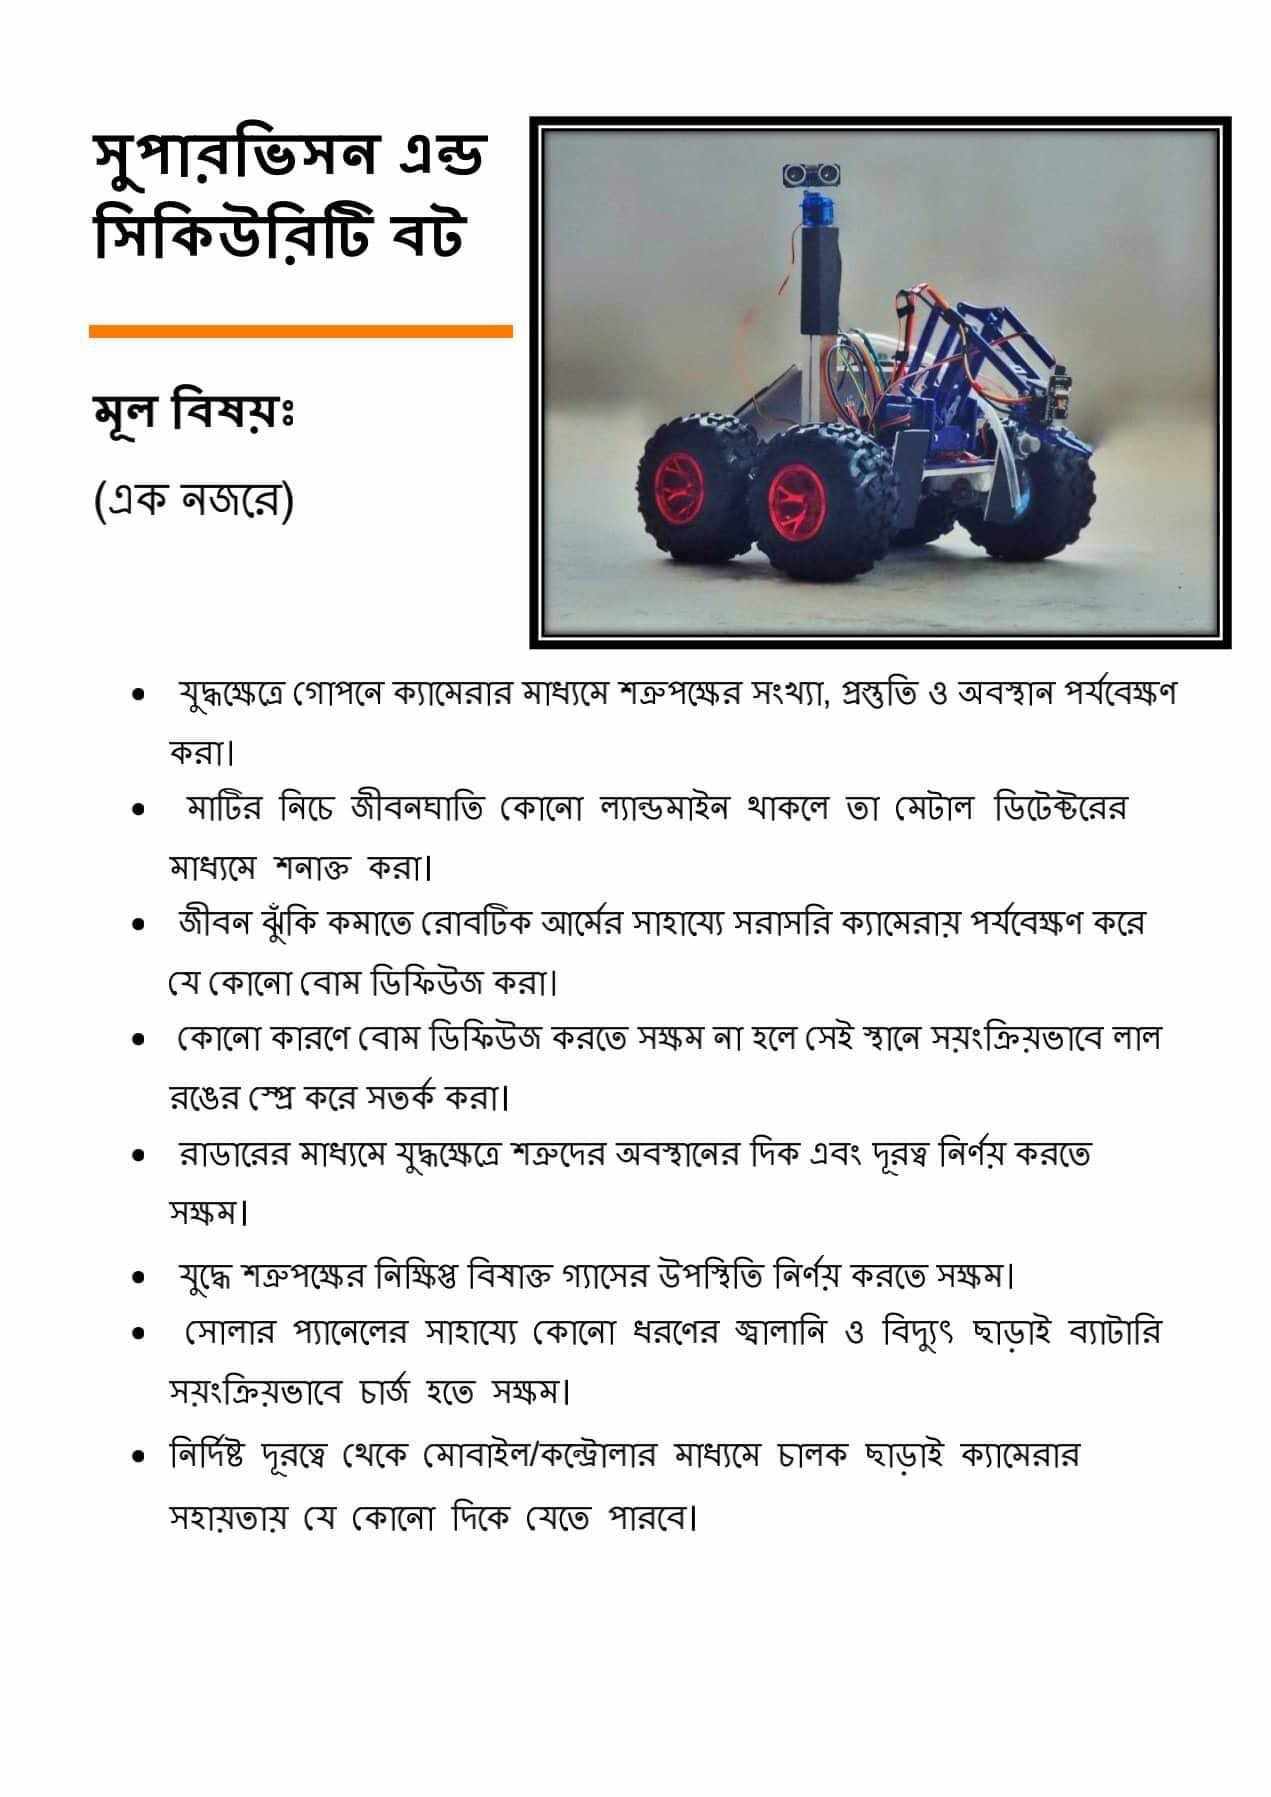 সুপারভিসন এন্ড
সিকিউরিটি বট
মূল বিষয়ঃ
(এক নজরে)
• যুদ্ধক্ষেত্রে গোপনে ক্যামেরার মাধ্যমে শত্রুপক্ষের সংখ্যা, প্রস্তুতি ও অবস্থান পর্যবেক্ষণ
করা।
• মাটির নিচে জীবনঘাতি কোনো ল্যান্ডমাইন থাকলে তা মেটাল ডিটেক্টরের
মাধ্যমে শনাক্ত করা।
• জীবন ঝুঁকি কমাতে রোবটিক আর্মের সাহায্যে সরাসরি ক্যামেরায় পর্যবেক্ষণ করে
যে কোনো বোম ডিফিউজ করা।
• কোনো কারণে বোম ডিফিউজ করতে সক্ষম না হলে সেই স্থানে সয়ংক্রিয়ভাবে লাল
রঙের স্প্রে করে সতর্ক করা।
• রাডারের মাধ্যমে যুদ্ধক্ষেত্রে শত্রুদের অবস্থানের দিক এবং দূরত্ব নির্ণয় করতে
সক্ষম।
• যুদ্ধে শত্রুপক্ষের নিক্ষিপ্ত বিষাক্ত গ্যাসের উপস্থিতি নির্ণয় করতে সক্ষম।
• সোলার প্যানেলের সাহায্যে কোনো ধরণের জ্বালানি ও বিদ্যুৎ ছাড়াই ব্যাটারি
সয়ংক্রিয়ভাবে চার্জ হতে সক্ষম।
• নির্দিষ্ট দূরত্বে থেকে মোবাইল/কন্ট্রোলার মাধ্যমে চালক ছাড়াই ক্যামেরার
সহায়তায় যে কোনো দিকে যেতে পারবে।